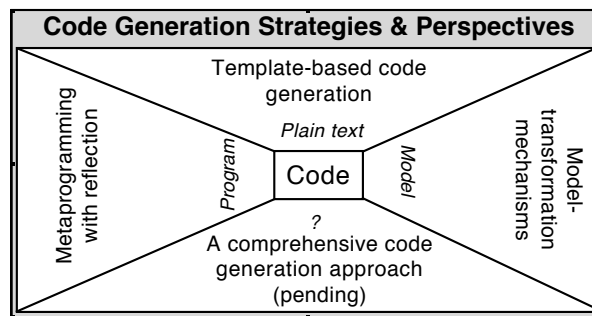 Code Generation Strategies & Perspectives
Template-based code
generation
Plain text
Metaprogramming
with reflection
Program
Code
Model
Model-
transformation
mechanisms
?
A comprehensive code
generation approach
(pending)